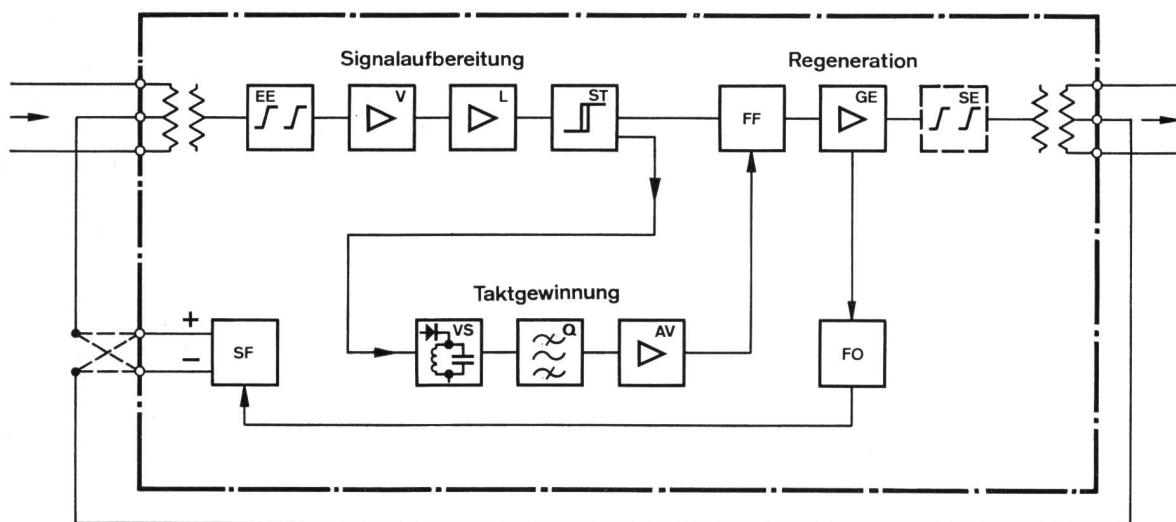 Signalaufbereitung
Regeneration
EE
V
L
ST
FF
GE
SE
Taktgewinnung
+
−
SF
VS
Q
AV
FO